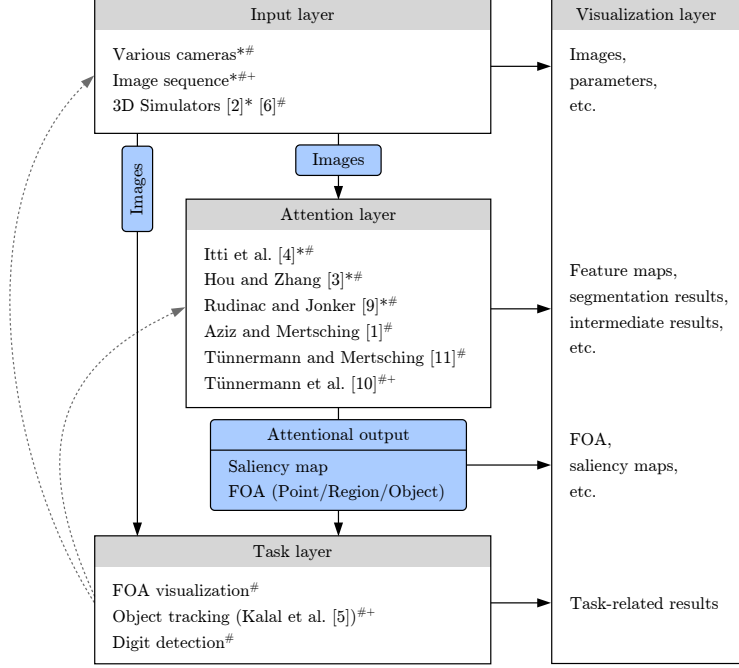 Input layer
Various cameras*#
Image sequence*#+
3D Simulators [2]* [6]#
Images
Images
Attention layer
Itti et al. [4]*#
Hou and Zhang [3]*#
Rudinac and Jonker [9]*#
Aziz and Mertsching [1]#
Tünnermann and Mertsching [11]#
Tünnermann et al. [10]#+
Attentional output
Saliency map
FOA (Point/Region/Object)
Task layer
FOA visualization#
Object tracking (Kalal et al. [5])#+
Digit detection#
Visualization layer
Images,
parameters,
etc.
Feature maps,
segmentation results,
intermediate results,
etc.
FOA,
saliency maps,
etc.
Task-related results